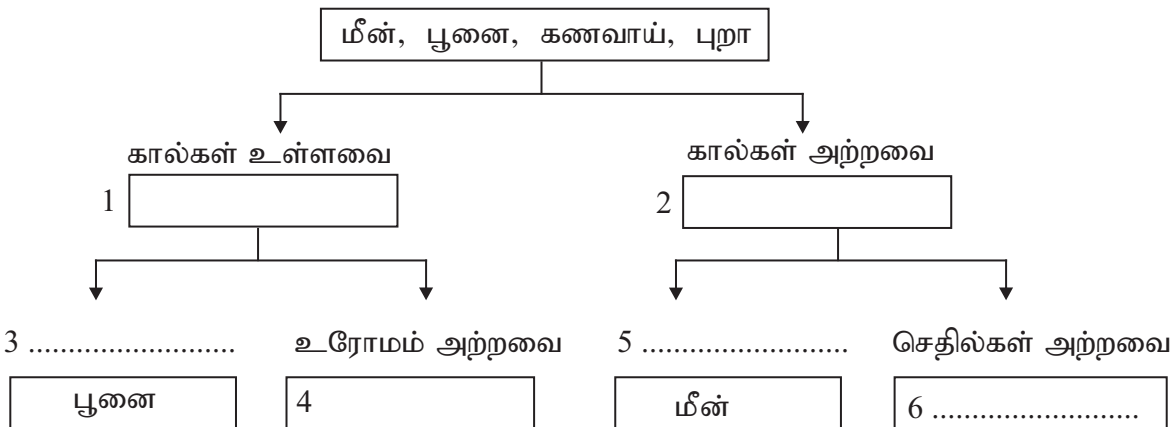 மீன், பூனை, கணவாய், புறா
கால்கள் உள்ளவை கால்கள் அற்றவை
1 2
3 ......................... உரோமம் அற்றவை 5 ......................... செதில்கள் அற்றவை
பூனை 4 மீன் 6 .........................